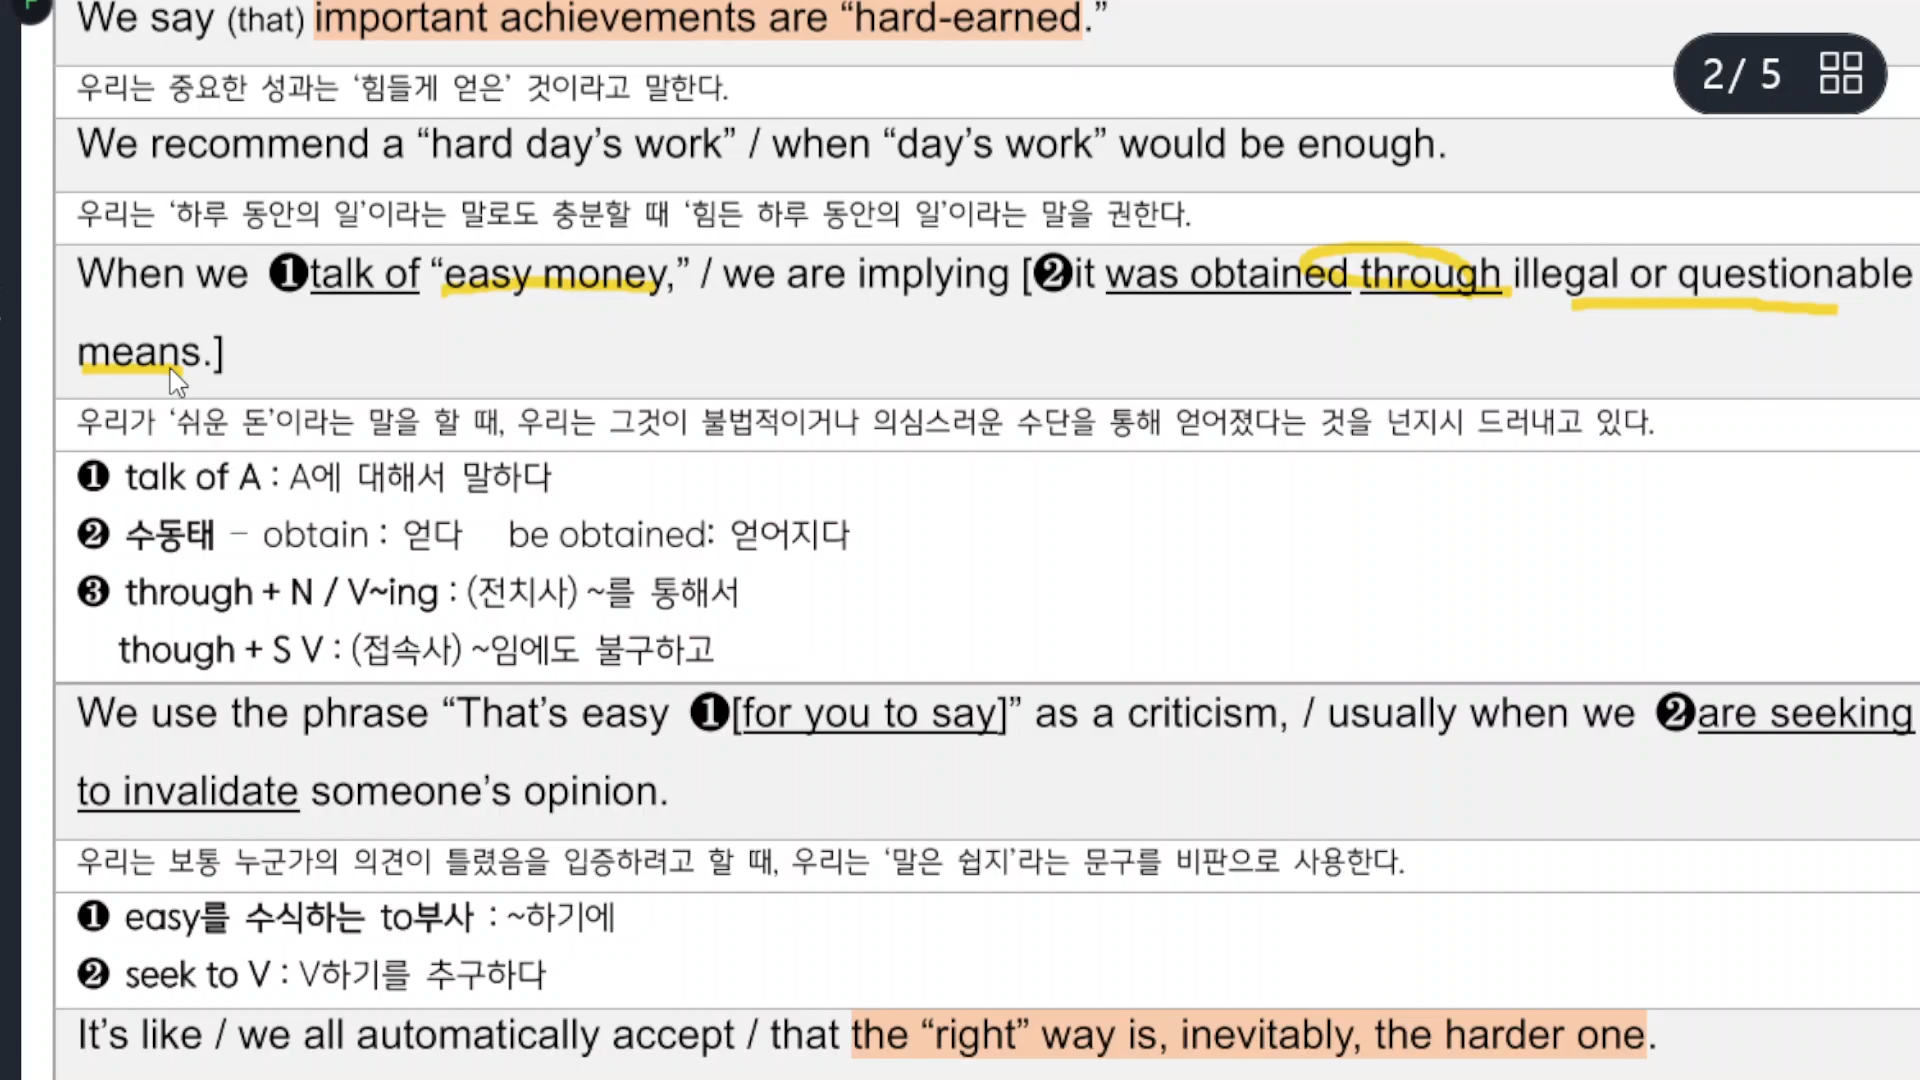 We say (that) important achievements are “hard-earned.”
2/ 5
우리는 중요한 성과는 ‘힘들게 얻은’ 것이라고 말한다.
We recommend a “hard day’s work” / when “day’s work” would be enough.
우리는 ‘하루 동안의 일’이라는 말로도 충분할 때 ‘힘든 하루 동안의 일’이라는 말을 권한다.
When we ❶talk of “easy money,” / we are implying [❷it was obtained through illegal or questionable
means.]
우리가 ‘쉬운 돈’이라는 말을 할 때, 우리는 그것이 불법적이거나 의심스러운 수단을 통해 얻어졌다는 것을 넌지시 드러내고 있다.
❶ talk of A : A에 대해서 말하다
❷ 수동태 – obtain : 얻다 be obtained: 얻어지다
❸ through + N / V~ing : (전치사) ~를 통해서
though + S V : (접속사) ~임에도 불구하고
We use the phrase “That’s easy ❶[for you to say]” as a criticism, / usually when we ❷are seeking
to invalidate someone’s opinion.
우리는 보통 누군가의 의견이 틀렸음을 입증하려고 할 때, 우리는 ‘말은 쉽지’라는 문구를 비판으로 사용한다.
❶ easy를 수식하는 to부사 : ~하기에
❷ seek to V : V하기를 추구하다
It’s like / we all automatically accept / that the “right” way is, inevitably, the harder one.